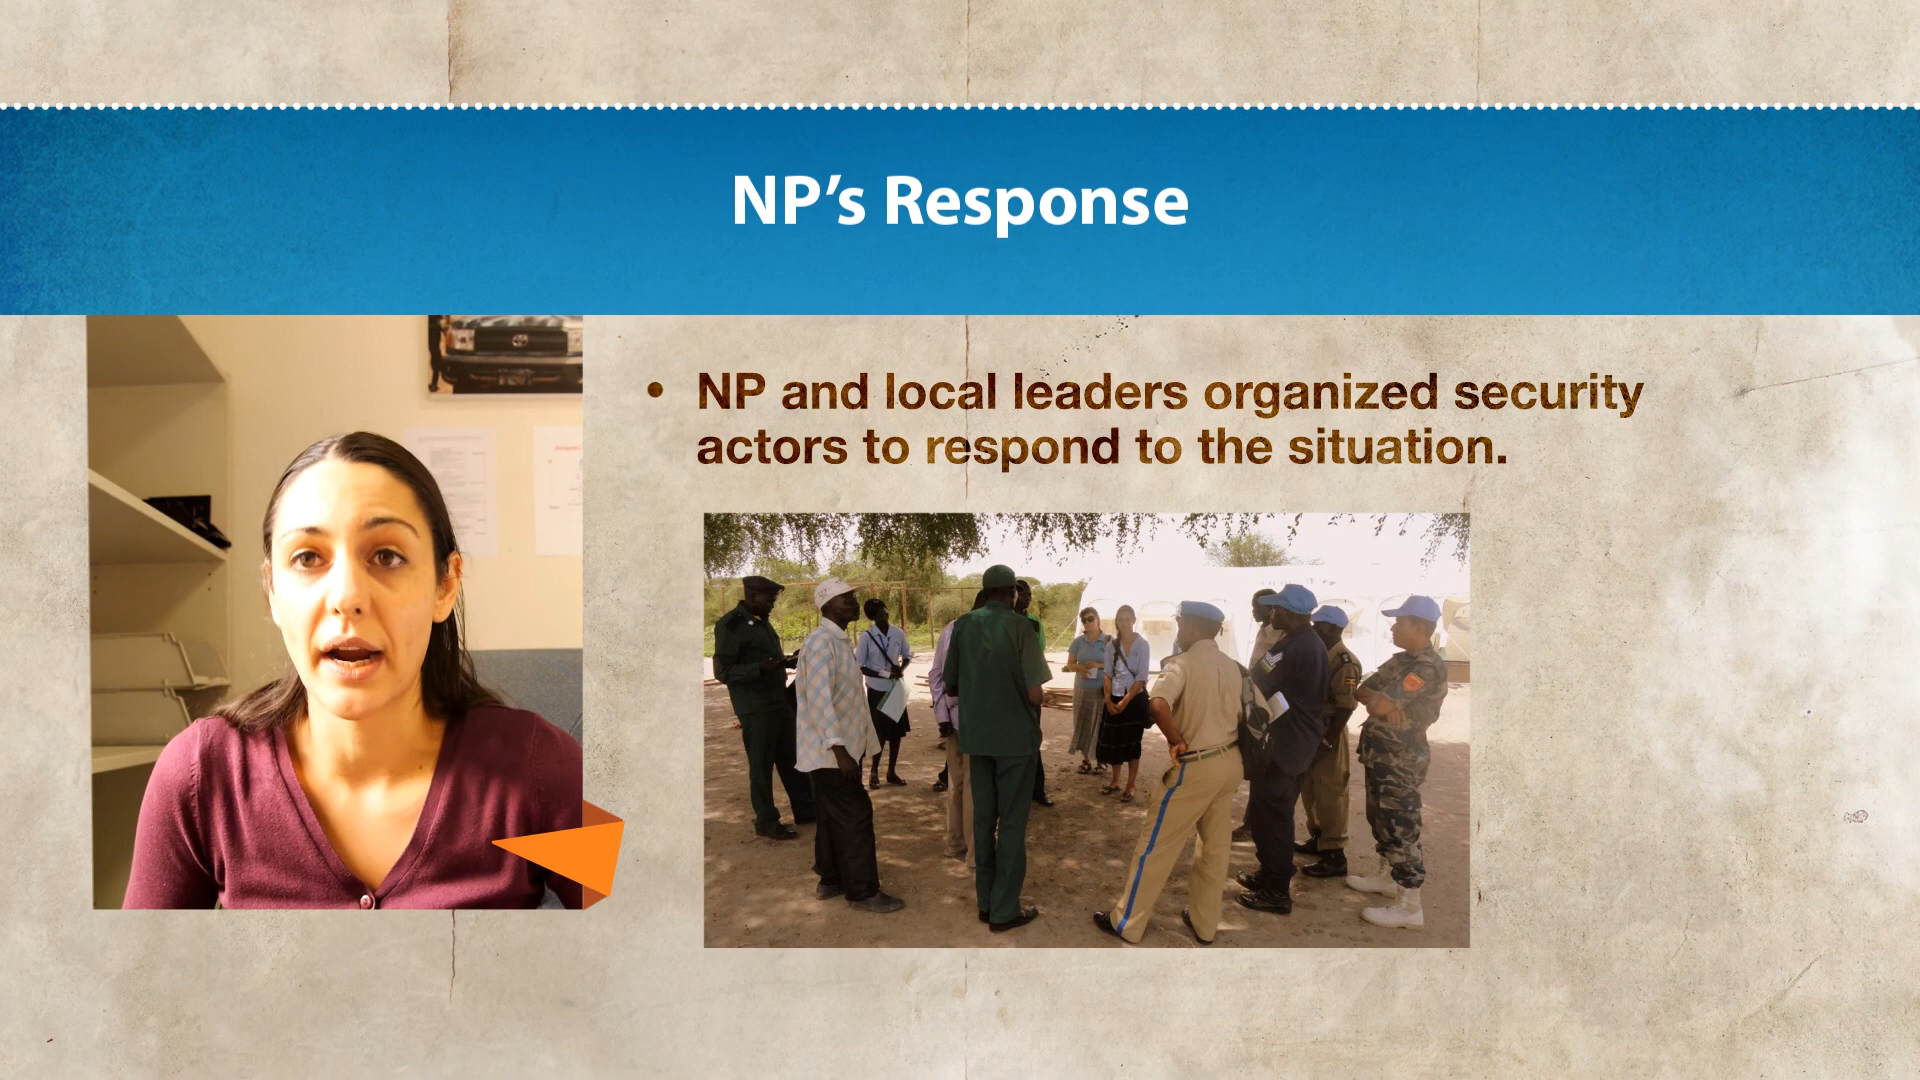 NP’s Response
• NP and local leaders organized security
actors to respond to the situation.